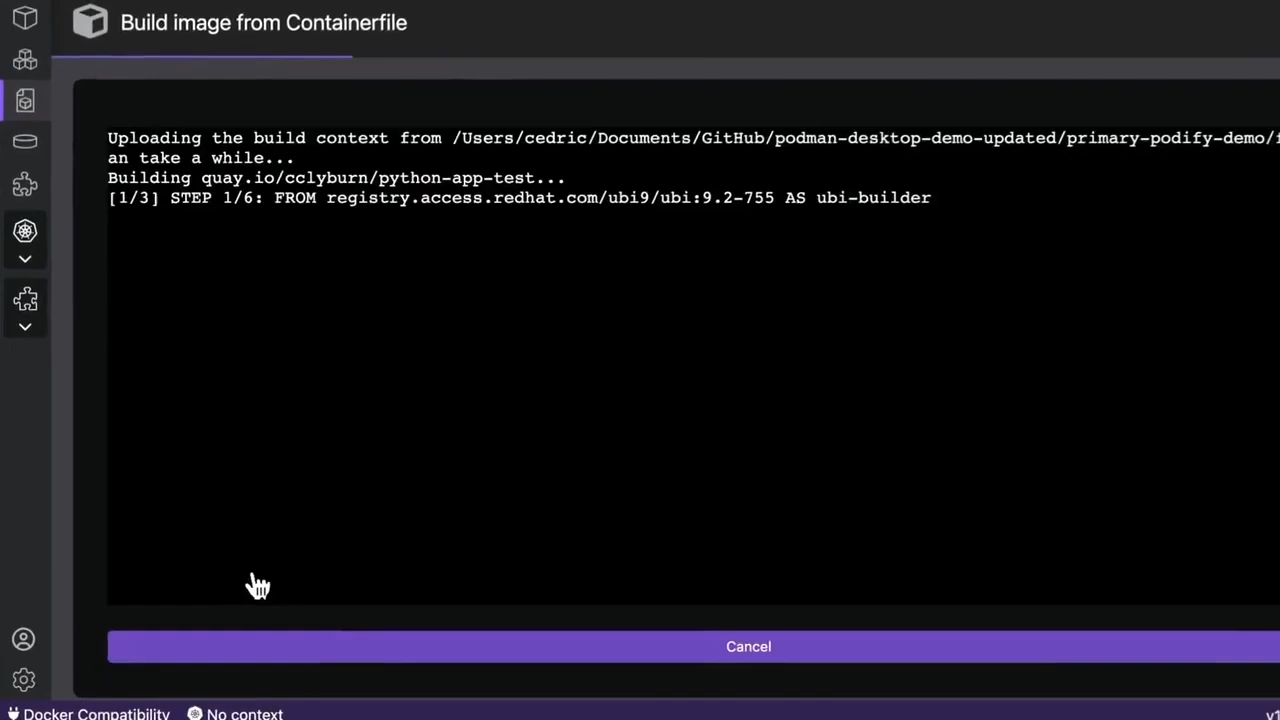 Build image from Containerfile
Uploading the build context from /Users/cedric/Documents/GitHub/podman-desktop-demo-updated/primary-podify-demo/
an take a while...
Building quay.io/cclyburn/python-app-test...
[1/3] STEP 1/6: FROM registry.access.redhat.com/ubi9/ubi:9.2-755 AS ubi-builder
Cancel
Docker Compatibility
No context
v1